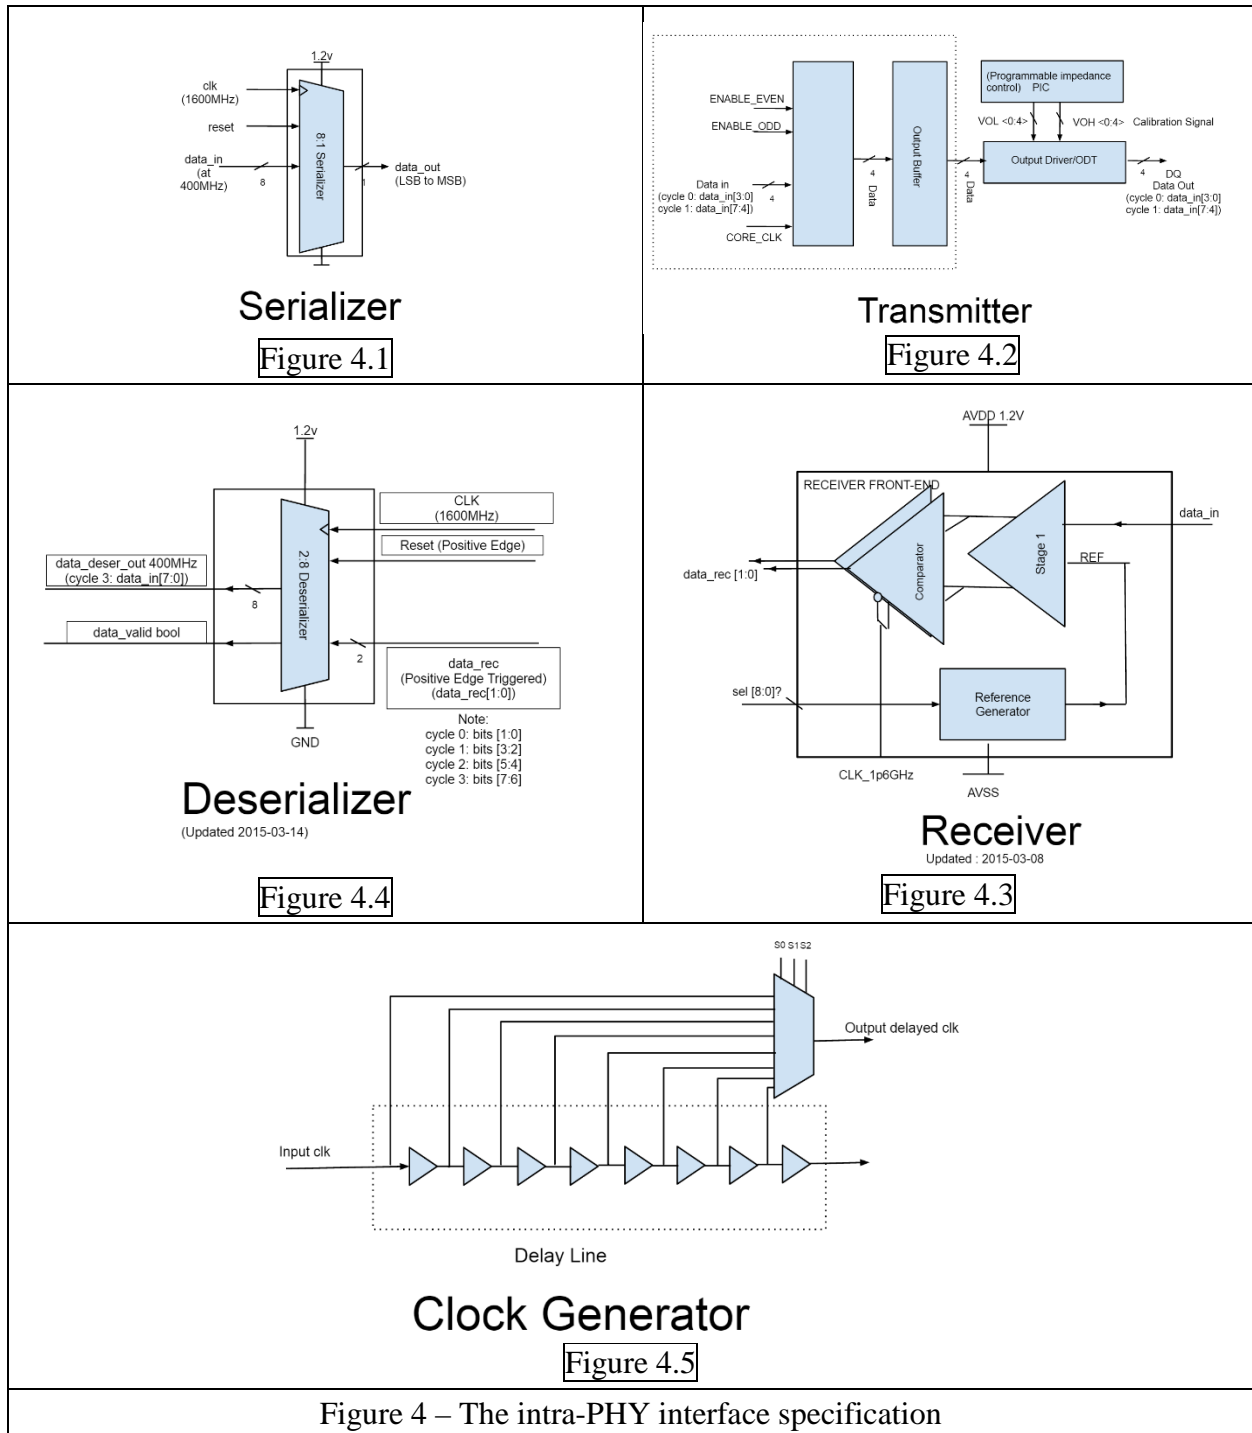 1.2v
clk
(1600MHz)
reset
data_in
(at
400MHz)
8
8:1 Serializer
1
data_out
(LSB to MSB)
Serializer
Figure 4.1
ENABLE_EVEN
ENABLE_ODD
Data in
(cycle 0: data_in[3:0]
cycle 1: data_in[7:4])
4
CORE_CLK
4
Data
Output Buffer
4
Data
(Programmable impedance
control) PIC
VOL <0:4>
VOH <0:4>
Calibration Signal
Output Driver/ODT
4
DQ
Data Out
(cycle 0: data_in[3:0]
cycle 1: data_in[7:4])
Transmitter
Figure 4.2
1.2v
CLK
(1600MHz)
Reset (Positive Edge)
data_deser_out 400MHz
(cycle 3: data_in[7:0])
8
2:8 Deserializer
data_valid bool
2
data_rec
(Positive Edge Triggered)
(data_rec[1:0])
Note:
cycle 0: bits [1:0]
cycle 1: bits [3:2]
cycle 2: bits [5:4]
cycle 3: bits [7:6]
GND
Deserializer
(Updated 2015-03-14)
Figure 4.4
AVDD 1.2V
RECEIVER FRONT-END
data_in
Stage 1
REF
Comparator
data_rec [1:0]
sel [8:0]?
Reference
Generator
CLK_1p6GHz
AVSS
Receiver
Updated : 2015-03-08
Figure 4.3
S0 S1 S2
Output delayed clk
Input clk
Delay Line
Clock Generator
Figure 4.5
Figure 4 – The intra-PHY interface specification